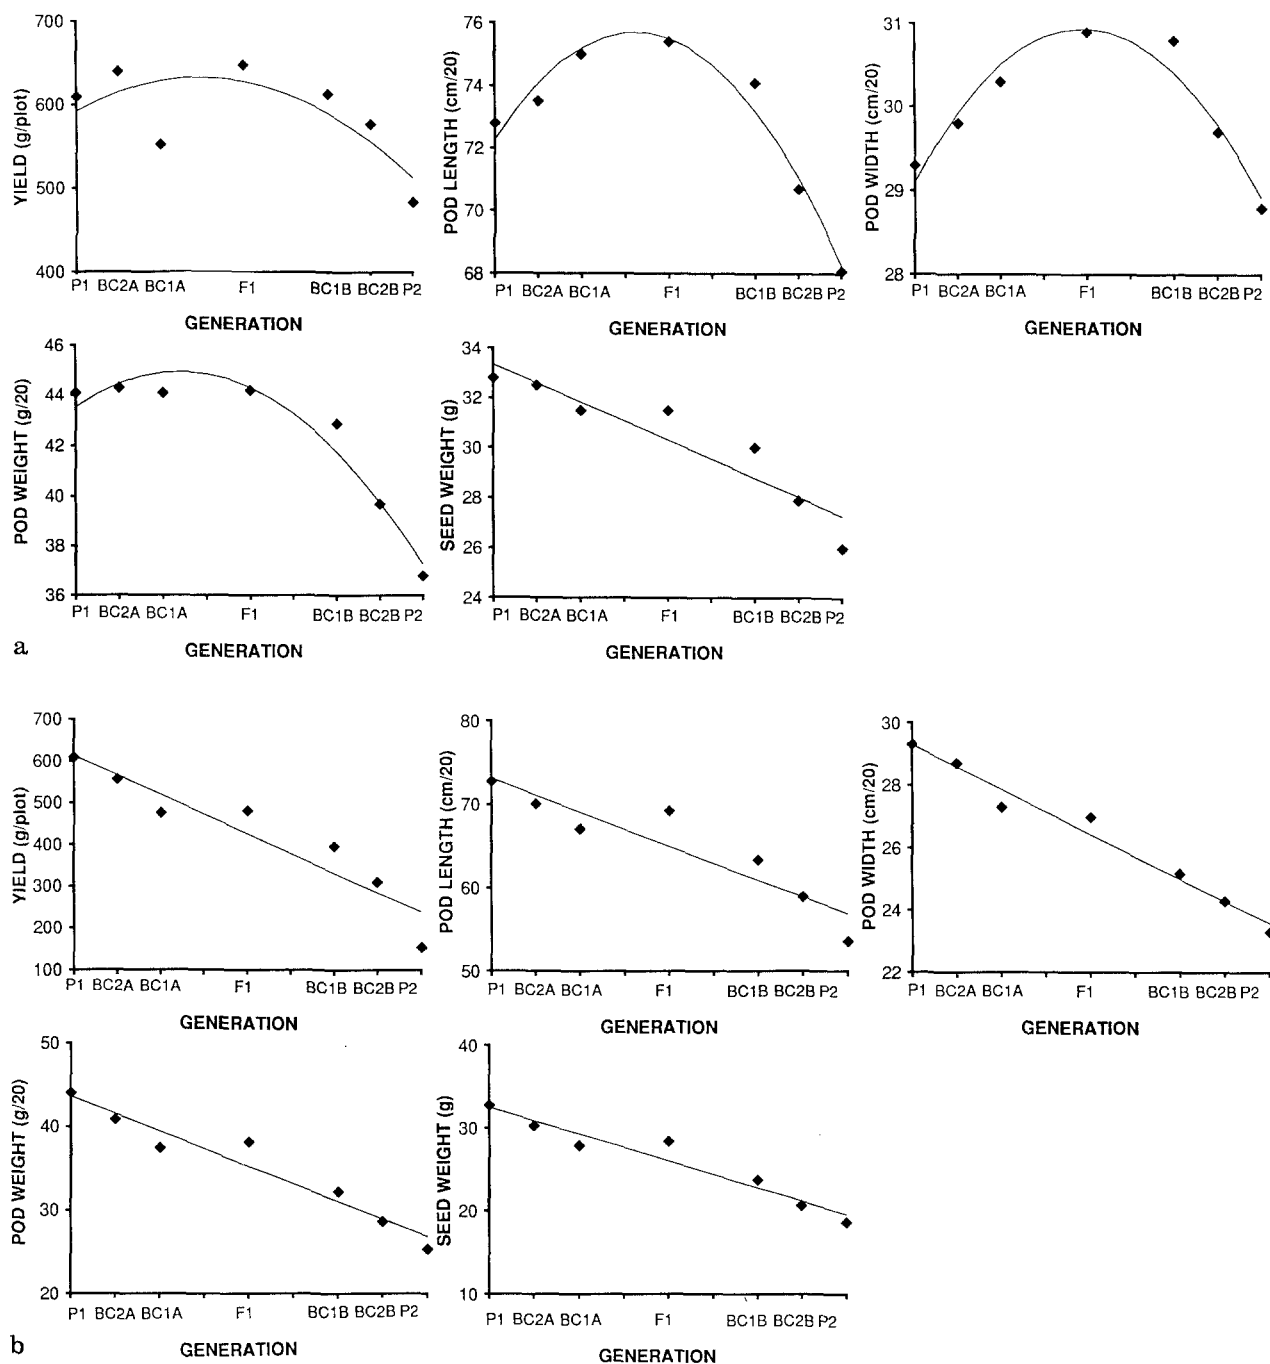 YIELD (g/plot)
700
600
500
400
P1 BC2A BC1A F1 BC1B BC2B P2
GENERATION
POD LENGTH (cm/20)
76
74
72
70
68
P1 BC2A BC1A F1 BC1B BC2B P2
GENERATION
POD WIDTH (cm/20)
31
30
29
28
P1 BC2A BC1A F1 BC1B BC2B P2
GENERATION
POD WEIGHT (g/20)
46
44
42
40
38
36
P1 BC2A BC1A F1 BC1B BC2B P2
GENERATION
SEED WEIGHT (g)
34
32
30
28
26
24
P1 BC2A BC1A F1 BC1B BC2B P2
GENERATION
a
YIELD (g/plot)
700
600
500
400
300
200
100
P1 BC2A BC1A F1 BC1B BC2B P2
GENERATION
POD LENGTH (cm/20)
80
70
60
50
P1 BC2A BC1A F1 BC1B BC2B P2
GENERATION
POD WIDTH (cm/20)
30
28
26
24
22
P1 BC2A BC1A F1 BC1B BC2B P2
GENERATION
POD WEIGHT (g/20)
50
40
30
20
P1 BC2A BC1A F1 BC1B BC2B P2
GENERATION
SEED WEIGHT (g)
40
30
20
10
P1 BC2A BC1A F1 BC1B BC2B P2
GENERATION
b